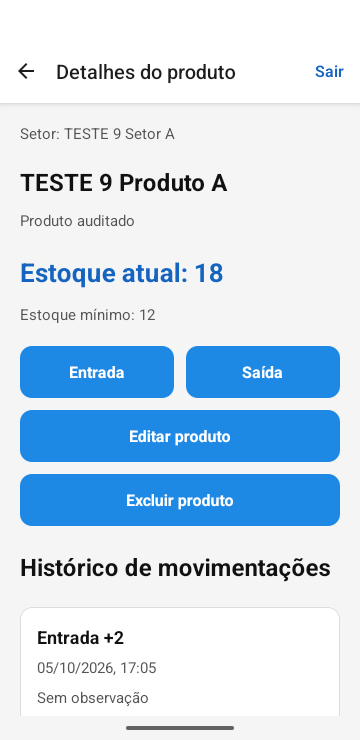 Detalhes do produto
Sair
Setor: TESTE 9 Setor A
TESTE 9 Produto A
Produto auditado
Estoque atual: 18
Estoque mínimo: 12
Entrada
Saída
Editar produto
Excluir produto
Histórico de movimentações
Entrada +2
05/10/2026, 17:05
Sem observação